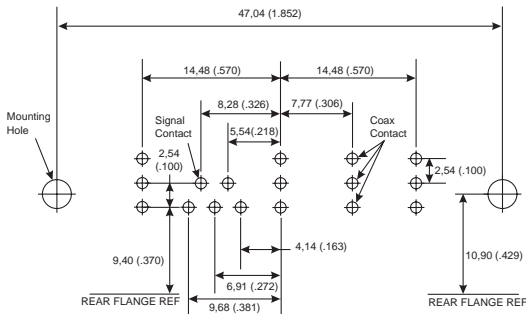 47,04 (1.852)
14,48 (.570)
14,48 (.570)
8,28 (.326)
7,77 (.306)
Mounting
Hole
Signal
Contact
Coax
Contact
5,54(.218)
2,54
(.100)
2,54 (.100)
4,14 (.163)
9,40 (.370)
10,90 (.429)
6,91 (.272)
REAR FLANGE REF
REAR FLANGE REF
9,68 (.381)